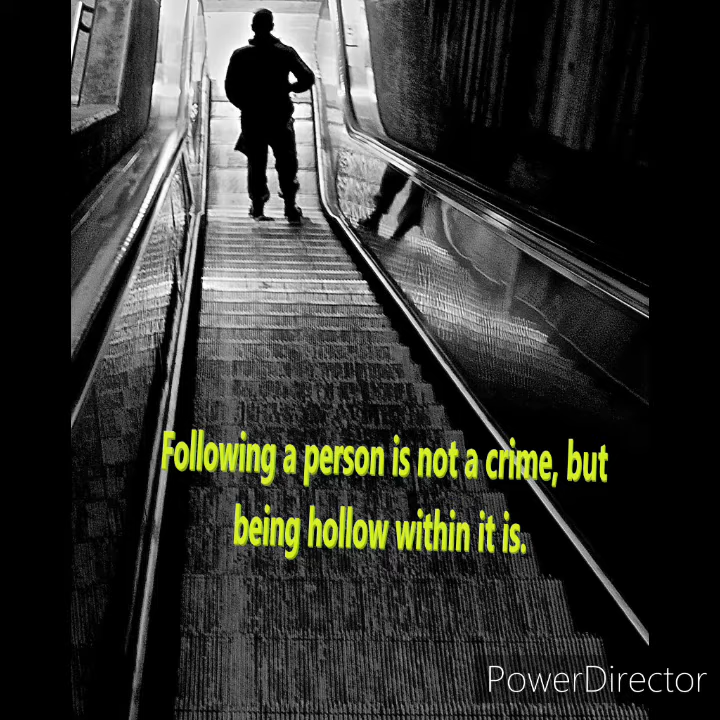 Following a person is not a crime, but
being hollow within it is.
PowerDirector